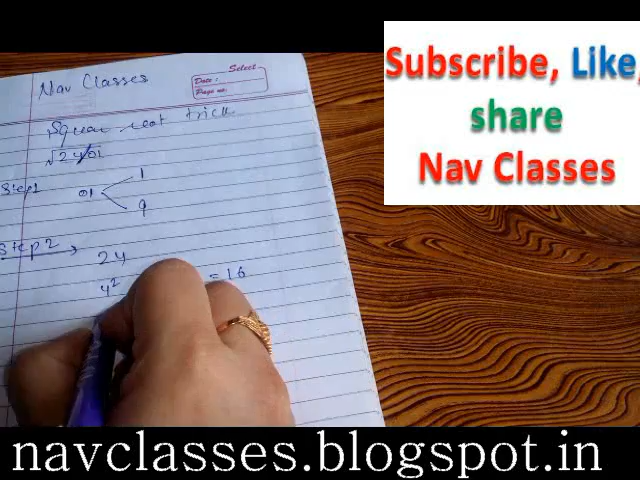 Nav Classes
Select
Date :
Page no.
Square root trick
√2401
Step1
01
1
9
Step2
24
4²
= 16
Subscribe, Like,
share
Nav Classes
navclasses.blogspot.in